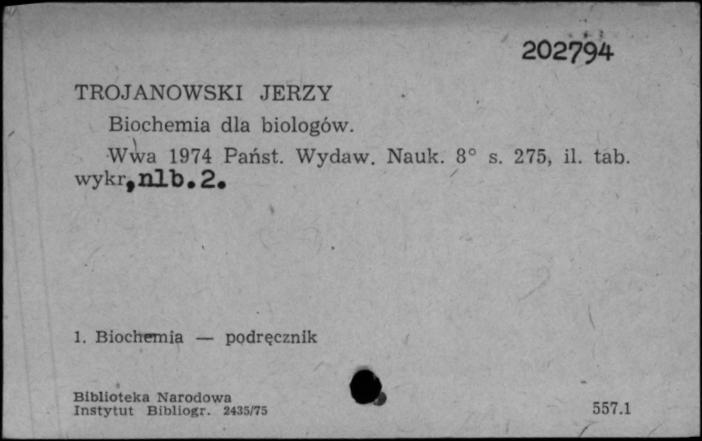 202794
TROJANOWSKI JERZY
Biochemia dla biologów.
Wwa 1974 Państ. Wydaw. Nauk. 8° s. 275, il. tab.
wykr, nlb. 2.
1. Biochemia — podręcznik
Biblioteka Narodowa
Instytut Bibliogr. 2435/75
557.1